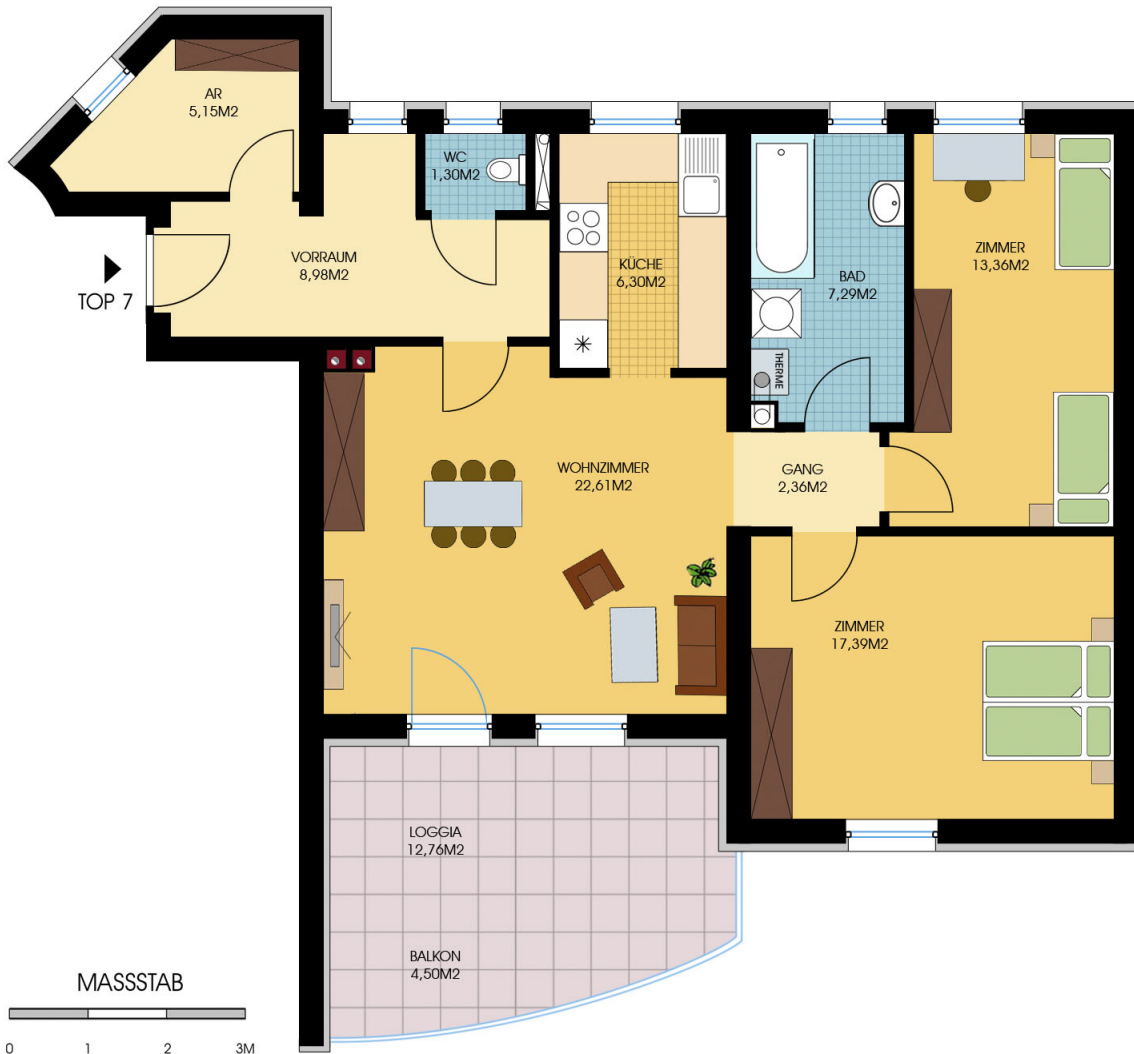 AR
5,15M2
WC
1,30M2
VORRAUM
8,98M2
TOP 7
KÜCHE
6,30M2
BAD
7,29M2
ZIMMER
13,36M2
THERME
WOHNZIMMER
22,61M2
GANG
2,36M2
ZIMMER
17,39M2
LOGGIA
12,76M2
BALKON
4,50M2
MASSSTAB
0 1 2 3M